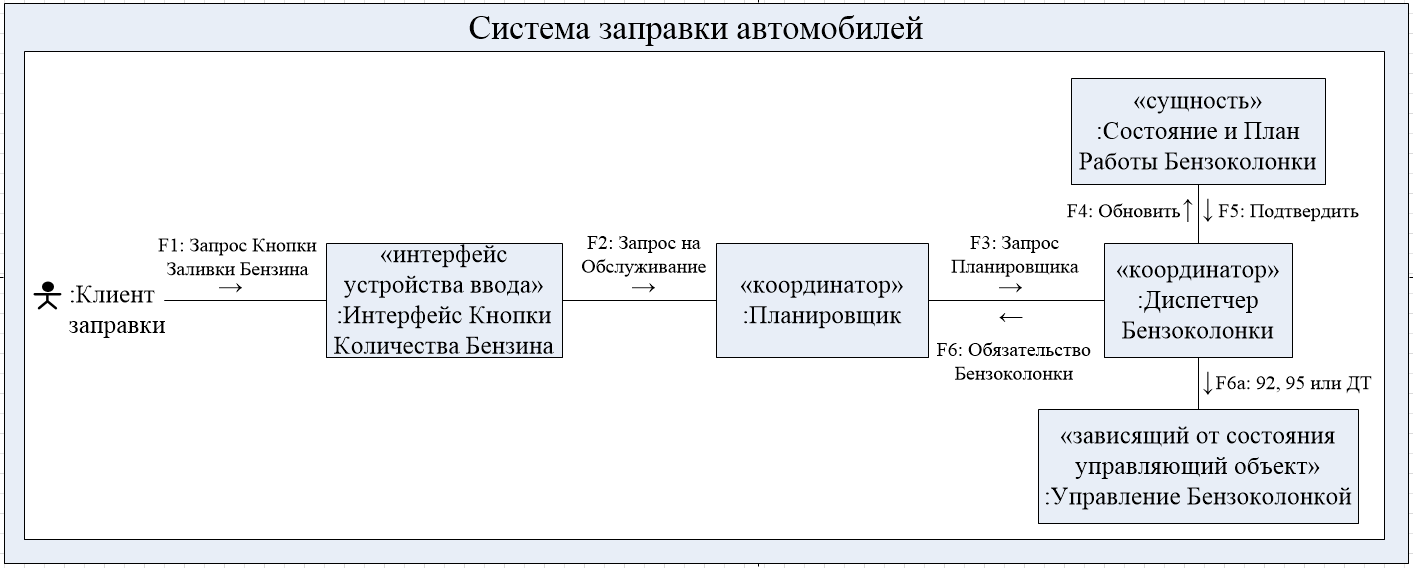 Система заправки автомобилей
«сущность»
:Состояние и План
Работы Бензоколонки
F4: Обновить↑
↓F5: Подтвердить
F1: Запрос Кнопки
Заливки Бензина
→
:Клиент
заправки
«интерфейс
устройства ввода»
:Интерфейс Кнопки
Количества Бензина
F2: Запрос на
Обслуживание
→
«координатор»
:Планировщик
F3: Запрос
Планировщика
→
←
F6: Обязательство
Бензоколонки
«координатор»
:Диспетчер
Бензоколонки
↓F6a: 92, 95 или ДТ
«зависящий от состояния
управляющий объект»
:Управление Бензоколонкой